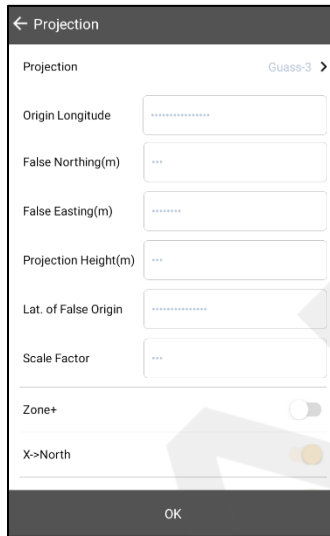 Projection
Projection Guass-3
Origin Longitude ················
False Northing(m) ···
False Easting(m) ········
Projection Height(m) ···
Lat. of False Origin ···············
Scale Factor ···
Zone+
X->North
OK